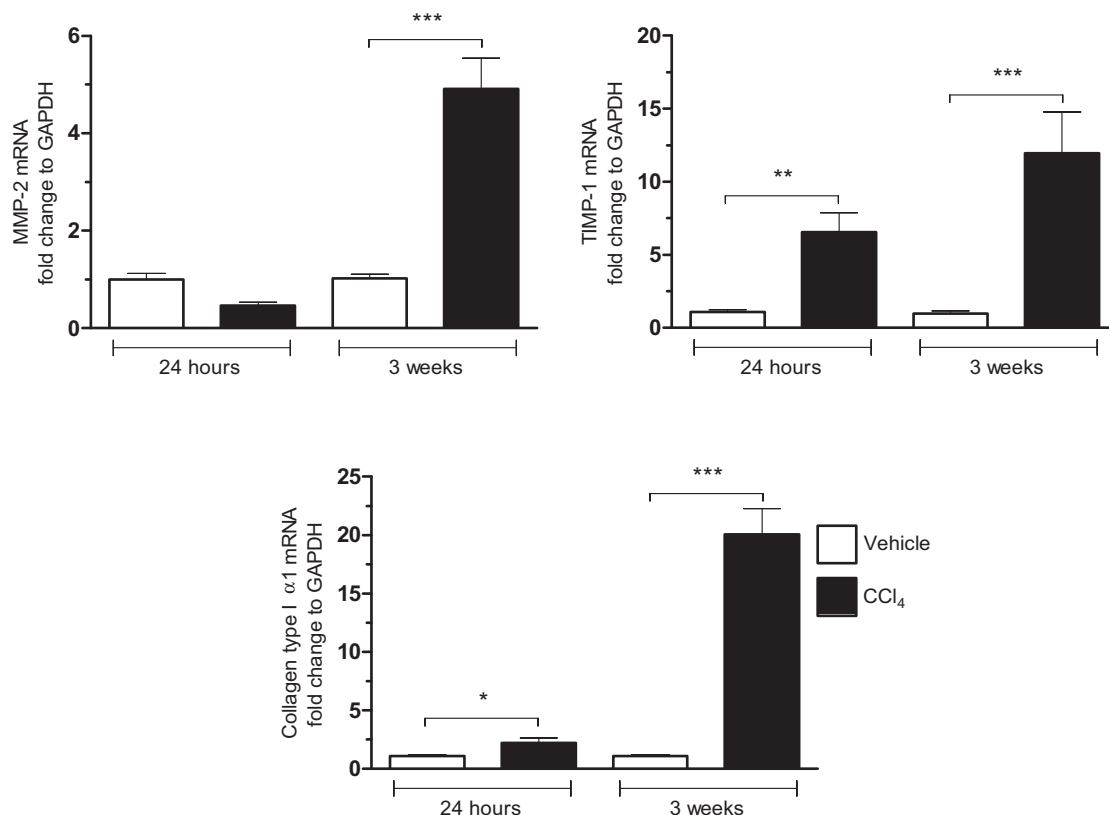 MMP-2 mRNA
fold change to GAPDH
6
4
2
0
***
24 hours
3 weeks
TIMP-1 mRNA
fold change to GAPDH
20
15
10
5
0
**
***
24 hours
3 weeks
Collagen type I α1 mRNA
fold change to GAPDH
25
20
15
10
5
0
*
***
24 hours
3 weeks
Vehicle
CCl₄